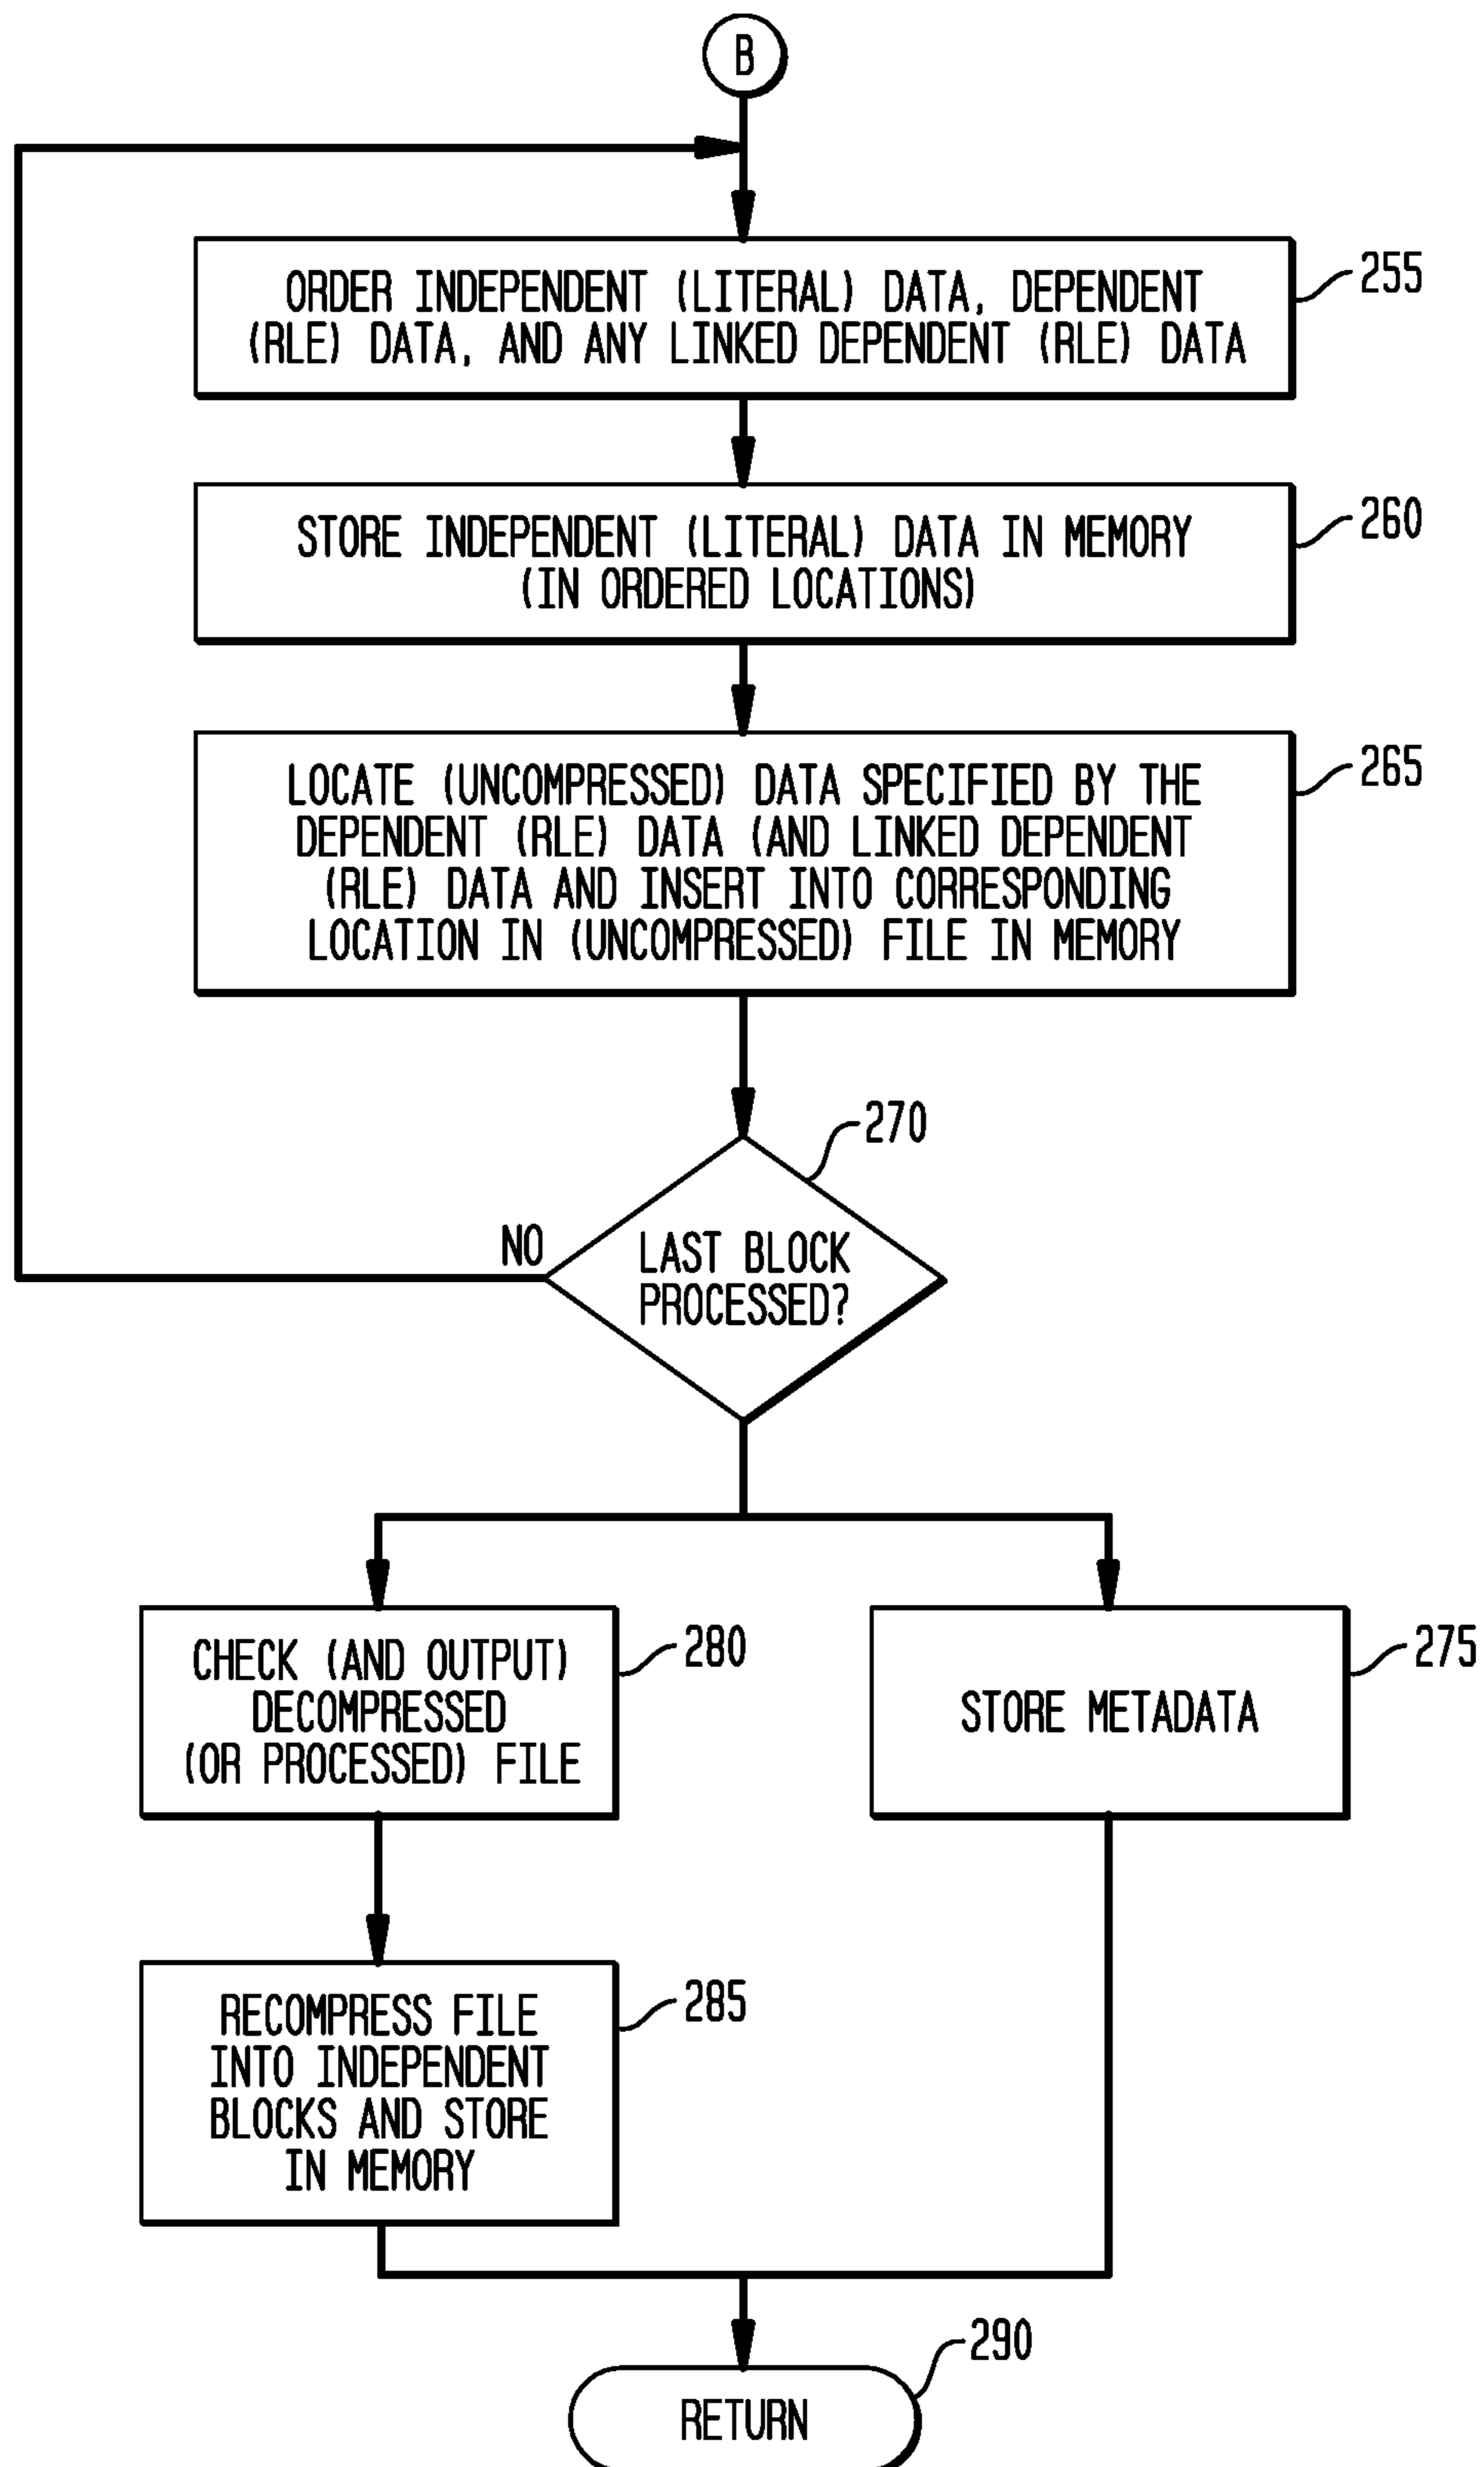 B
ORDER INDEPENDENT (LITERAL) DATA, DEPENDENT
(RLE) DATA, AND ANY LINKED DEPENDENT (RLE) DATA
255
STORE INDEPENDENT (LITERAL) DATA IN MEMORY
(IN ORDERED LOCATIONS)
260
LOCATE (UNCOMPRESSED) DATA SPECIFIED BY THE
DEPENDENT (RLE) DATA (AND LINKED DEPENDENT
(RLE) DATA AND INSERT INTO CORRESPONDING
LOCATION IN (UNCOMPRESSED) FILE IN MEMORY
265
270
NO
LAST BLOCK
PROCESSED?
CHECK (AND OUTPUT)
DECOMPRESSED
(OR PROCESSED) FILE
280
STORE METADATA
275
RECOMPRESS FILE
INTO INDEPENDENT
BLOCKS AND STORE
IN MEMORY
285
290
RETURN